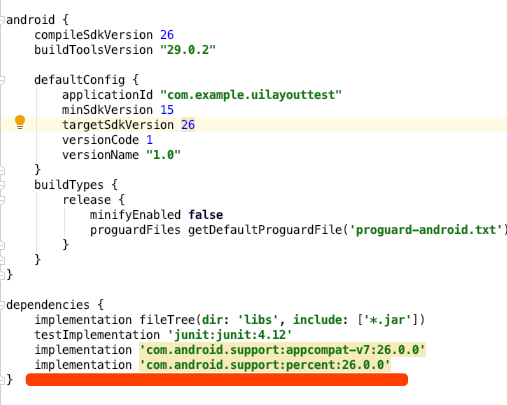 android {
compileSdkVersion 26
buildToolsVersion "29.0.2"
defaultConfig {
applicationId "com.example.uilayouttest"
minSdkVersion 15
targetSdkVersion 26
versionCode 1
versionName "1.0"
}
buildTypes {
release {
minifyEnabled false
proguardFiles getDefaultProguardFile('proguard-android.txt')
}
}
}
dependencies {
implementation fileTree(dir: 'libs', include: ['*.jar'])
testImplementation 'junit:junit:4.12'
implementation 'com.android.support:appcompat-v7:26.0.0'
implementation 'com.android.support:percent:26.0.0'
}